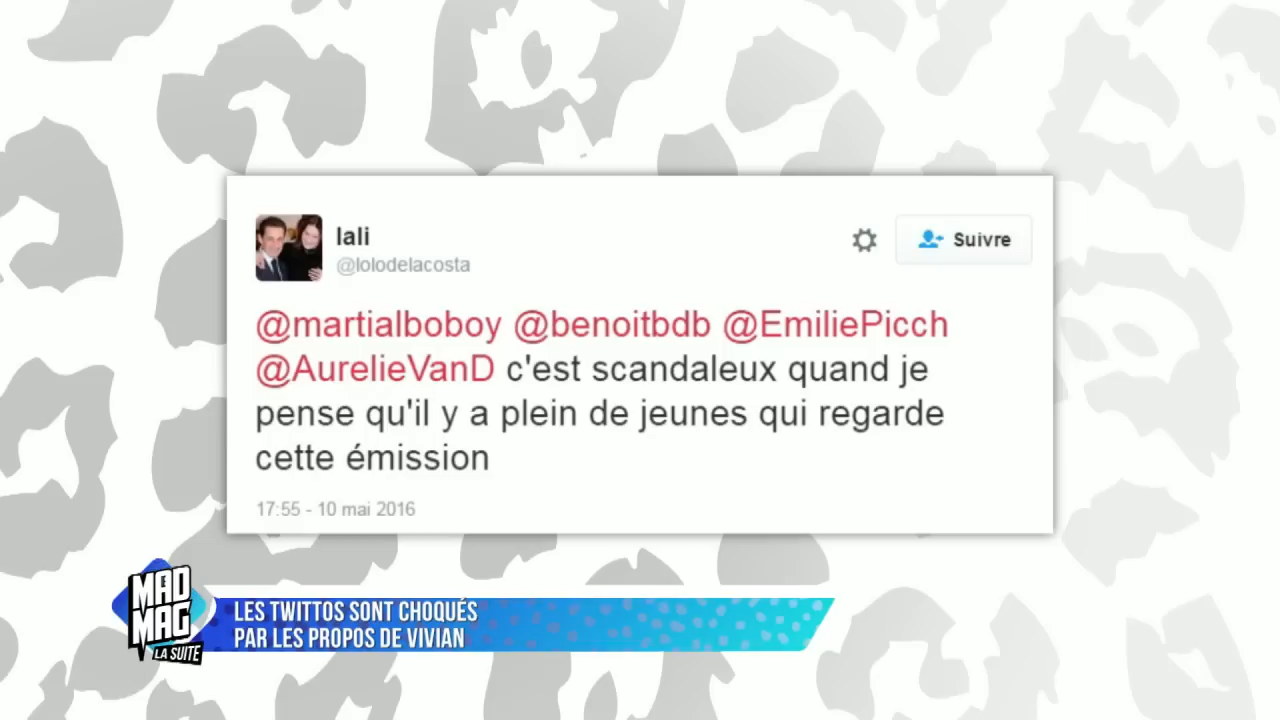 lali
@lolodelacosta
Suivre
@martialboboy @benoitbdb @EmiliePicch
@AurelieVanD c'est scandaleux quand je
pense qu'il y a plein de jeunes qui regarde
cette émission
17:55 - 10 mai 2016
MAD
MAG
LA SUITE
LES TWITTOS SONT CHOQUÉS
PAR LES PROPOS DE VIVIAN